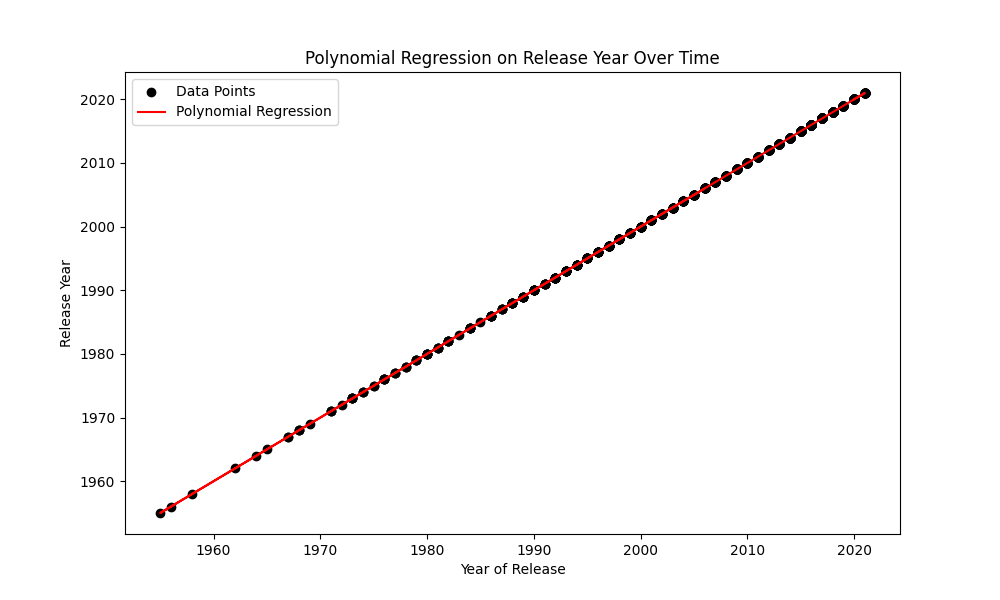 Polynomial Regression on Release Year Over Time
Data Points
Polynomial Regression
2020
2010
2000
1990
1980
1970
1960
Release Year
1960 1970 1980 1990 2000 2010 2020
Year of Release